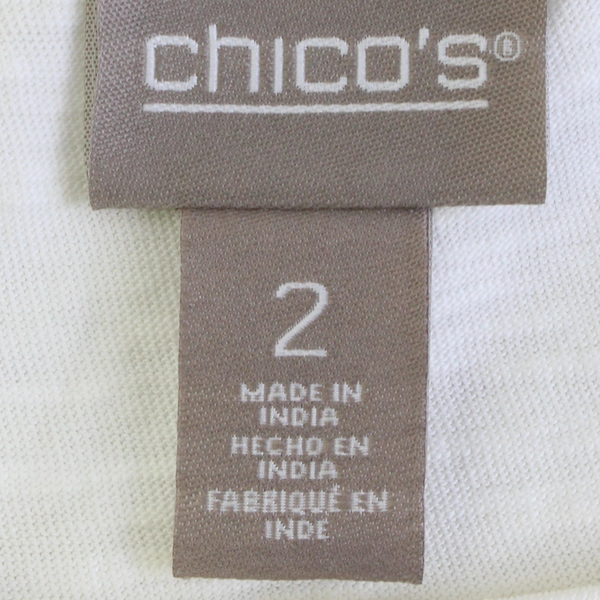 chico's®
2
MADE IN
INDIA
HECHO EN
INDIA
FABRIQUÉ EN
INDE